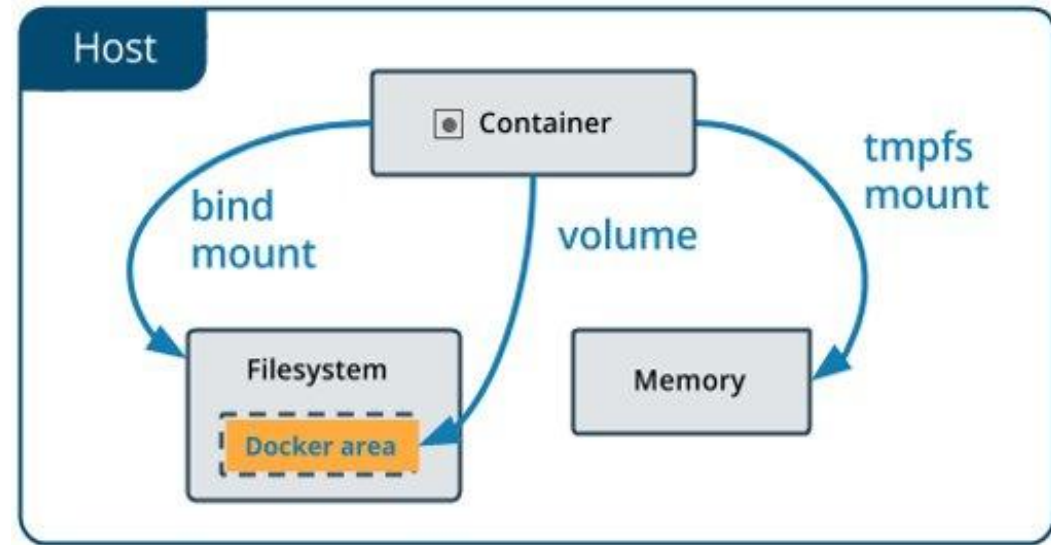 Host
Container
bind
mount
volume
tmpfs
mount
Filesystem
Docker area
Memory